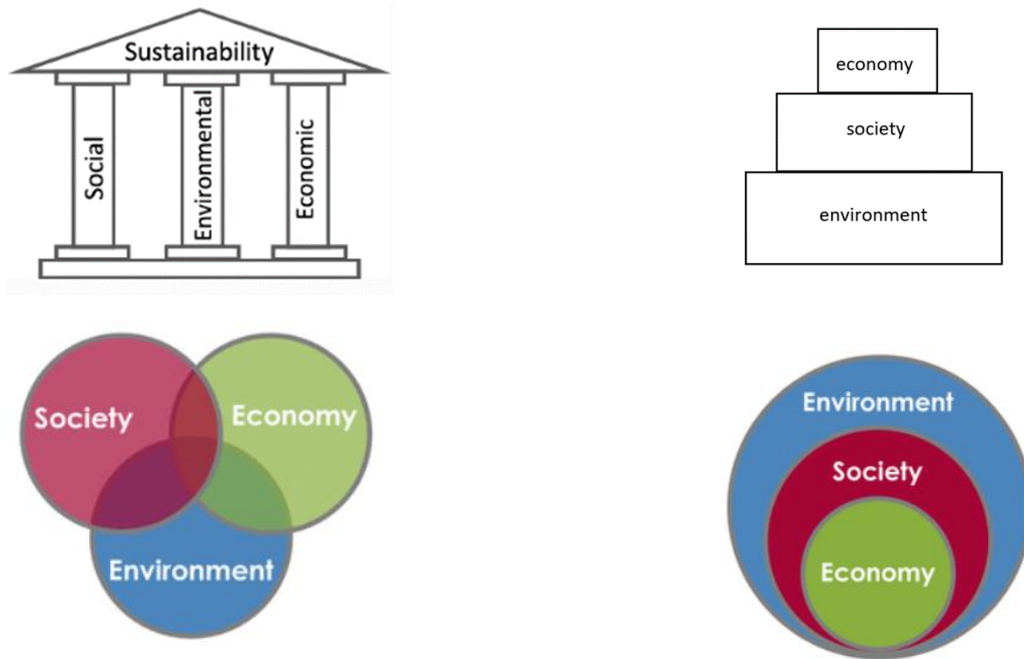 Sustainability
Social
Environmental
Economic
economy
society
environment
Society
Economy
Environment
Environment
Society
Economy